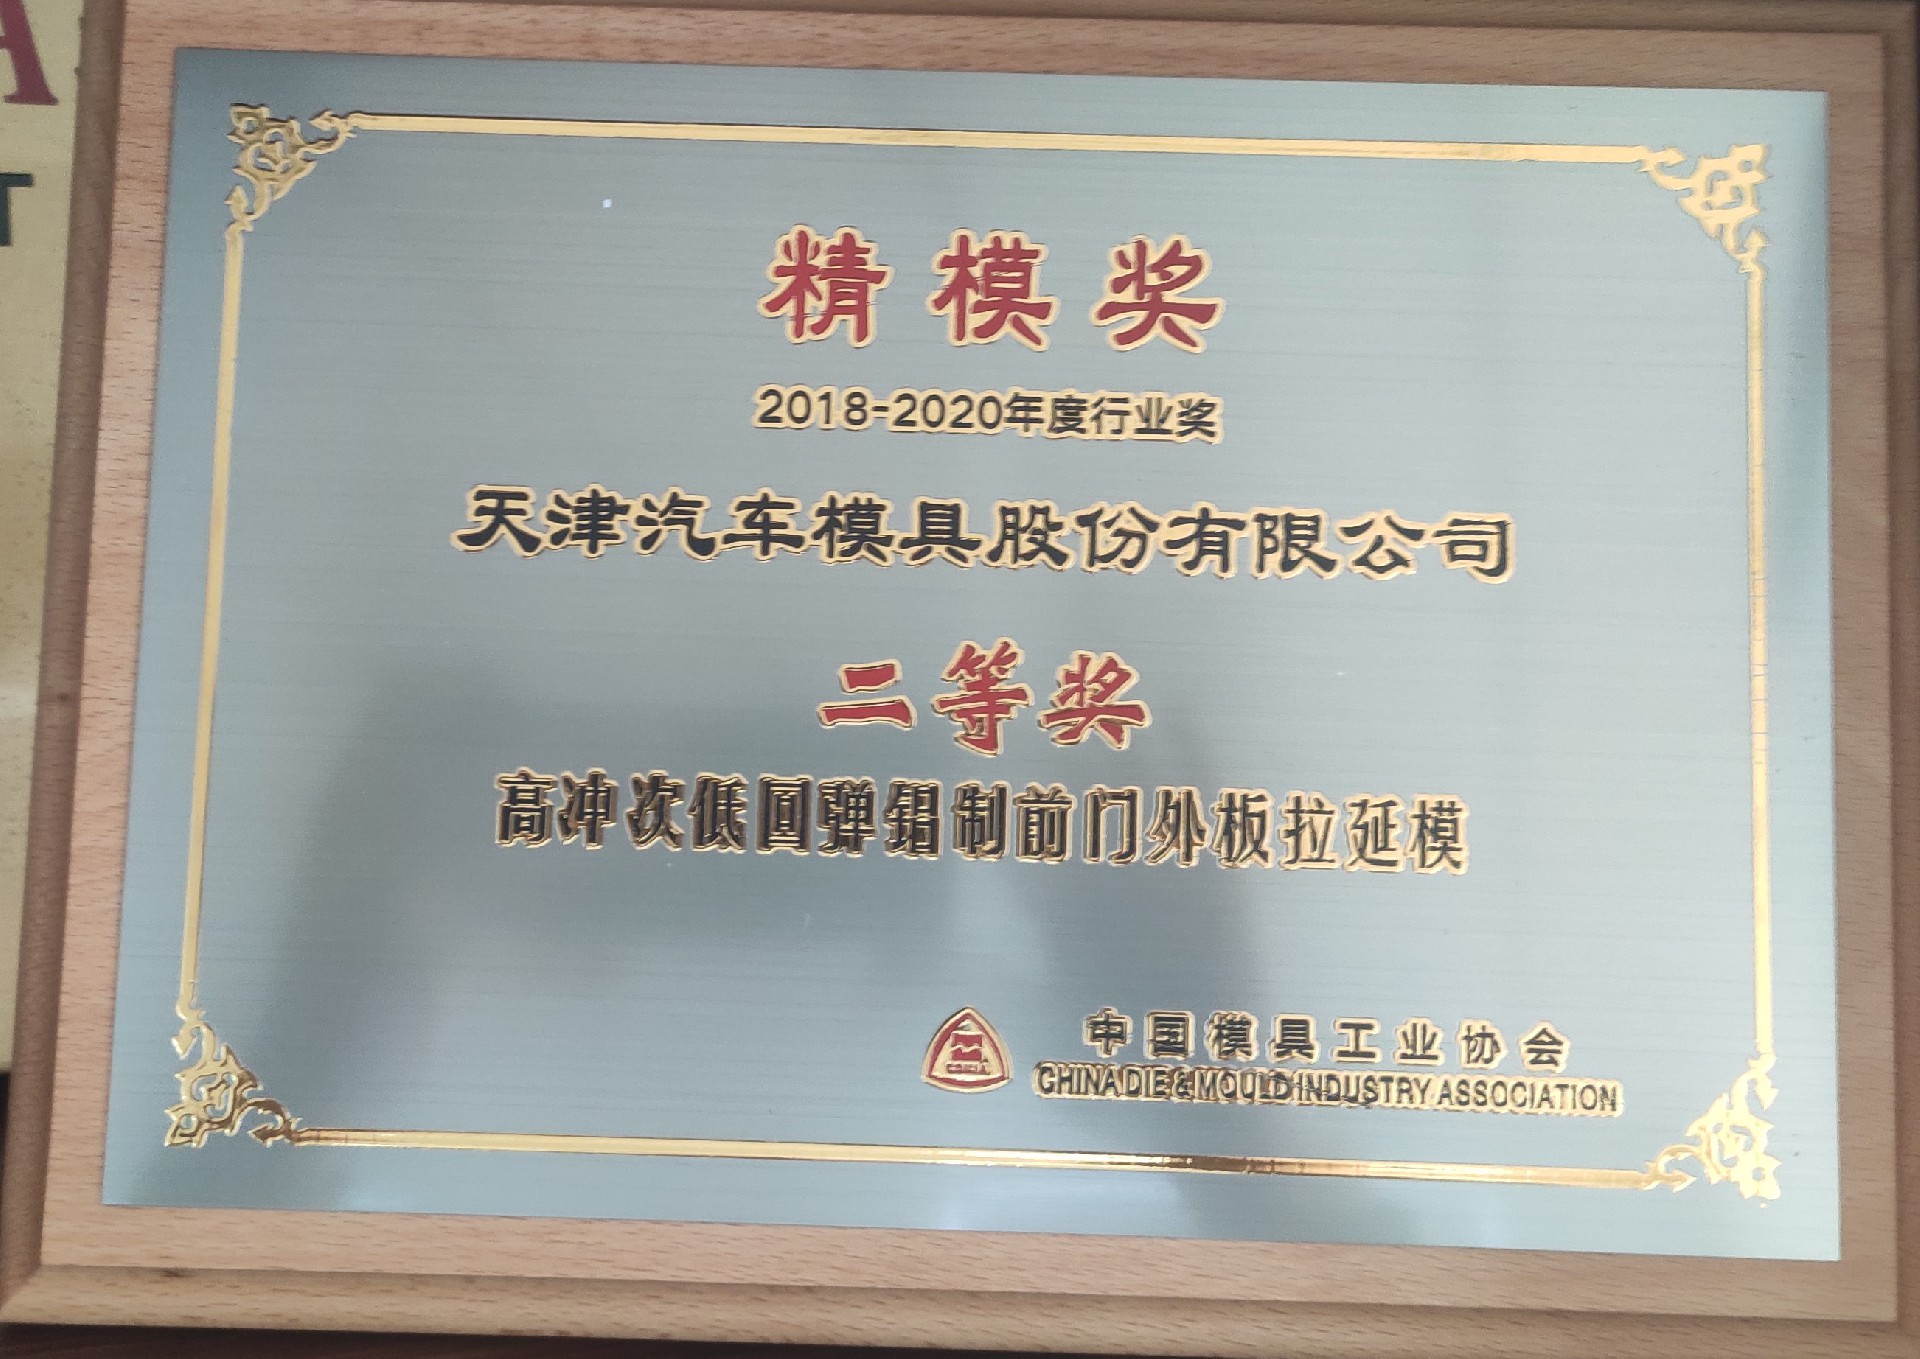 A
T
精模奖
2018-2020年度行业奖
天津汽车模具股份有限公司
二等奖
高冲次低回弹铝制前门外板拉延模
CDMIA
中国模具工业协会
CHINA DIE & MOULD INDUSTRY ASSOCIATION